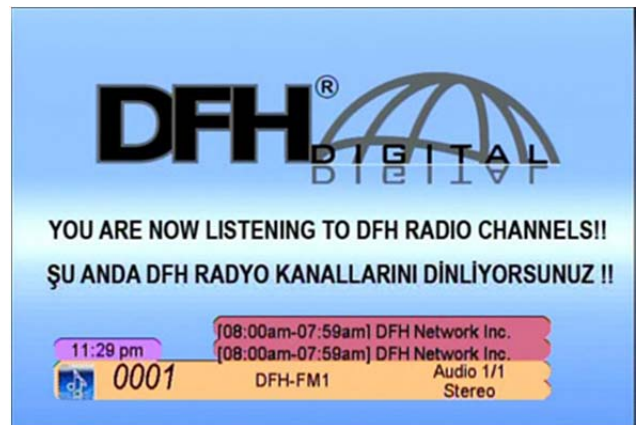 DFH®
DIGITAL
YOU ARE NOW LISTENING TO DFH RADIO CHANNELS!!
ŞU ANDA DFH RADYO KANALLARINI DİNLİYORSUNUZ !!
[08:00am-07:59am] DFH Network Inc.
11:29 pm
[08:00am-07:59am] DFH Network Inc.
0001 DFH-FM1 Audio 1/1
Stereo